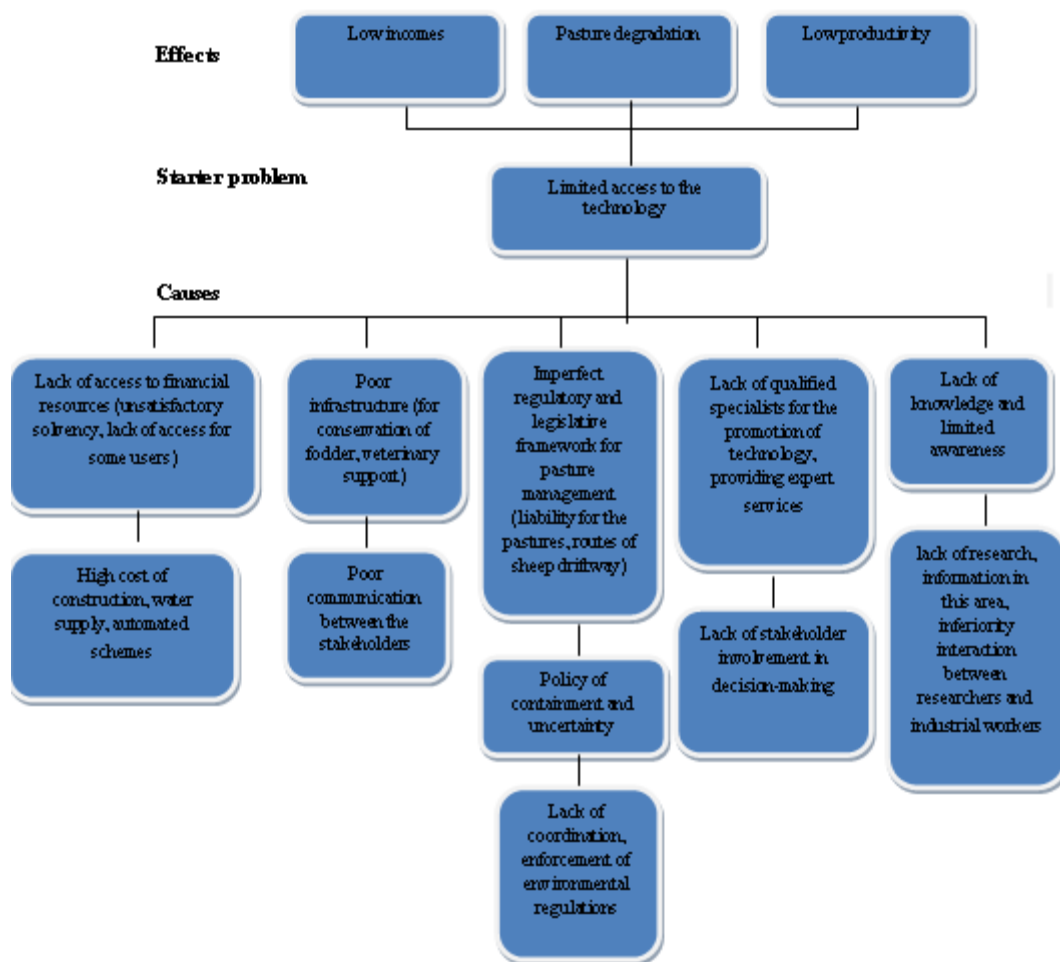 Effects
Low incomes
Pasture degradation
Low productivity
Starter problem
Limited access to the
technology
Causes
Lack of access to financial
resources (unsatisfactory
solvency, lack of access for
some users)
Poor
infrastructure (for
conservation of
fodder, veterinary
support)
Imperfect
regulatory and
legislative
framework for
pasture
management
(liability for the
pastures, routes of
sheep driftway)
Lack of qualified
specialists for the
promotion of
technology,
providing expert
services
Lack of
knowledge and
limited
awareness
High cost of
construction, water
supply, automated
schemes
Poor
communication
between the
stakeholders
Policy of
containment and
uncertainty
Lack of stakeholder
involvement in
decision-making
lack of research,
information in
this area,
inferiority
interaction
between
researchers and
industrial workers
Lack of
coordination,
enforcement of
environmental
regulations